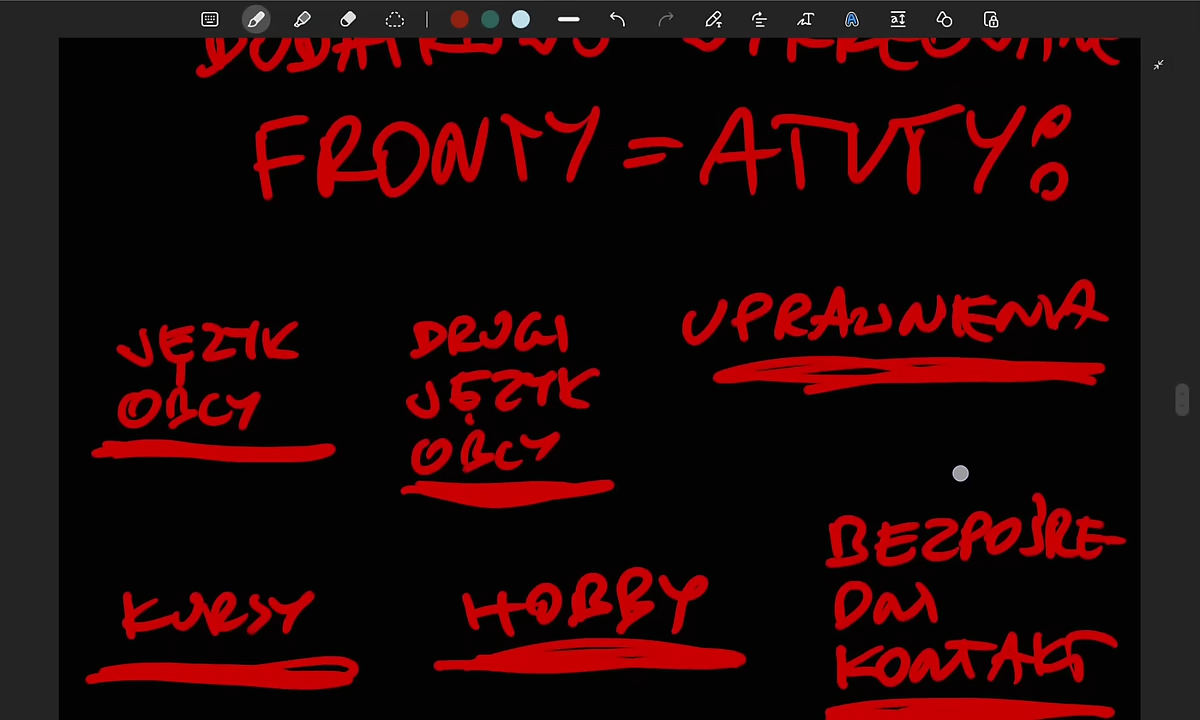 FRONTY = ATUTY:
JĘZYK
OBCY
DRUGI
JĘZYK
OBCY
UPRAWNIENIA
KURSY
HOBBY
BEZPOŚRE-
DNI
KONTAKT